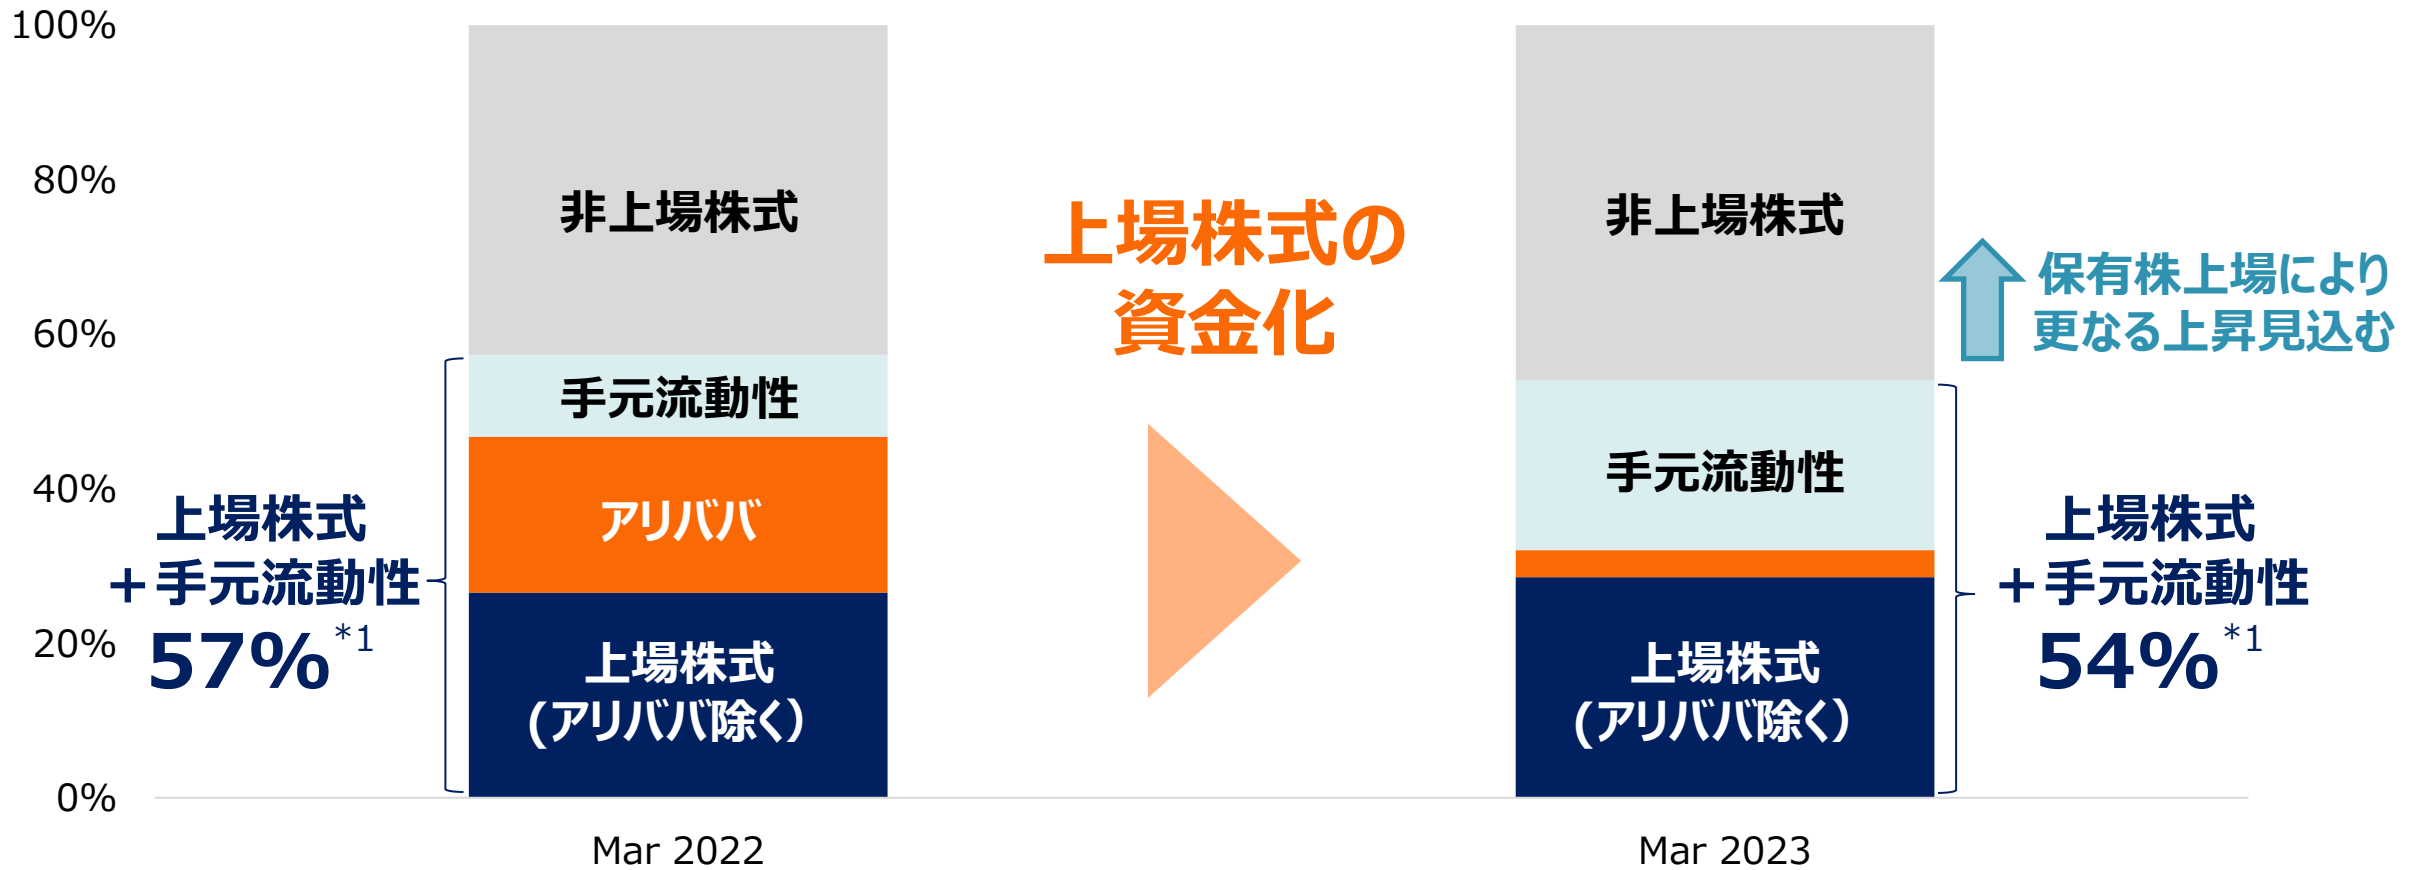 100%
80%
60%
40%
20%
0%
上場株式
＋手元流動性
57%*1
非上場株式
手元流動性
アリババ
上場株式
(アリババ除く）
Mar 2022
上場株式の
資金化
非上場株式
手元流動性
上場株式
(アリババ除く）
Mar 2023
保有株上場により
更なる上昇見込む
上場株式
＋手元流動性
54%*1